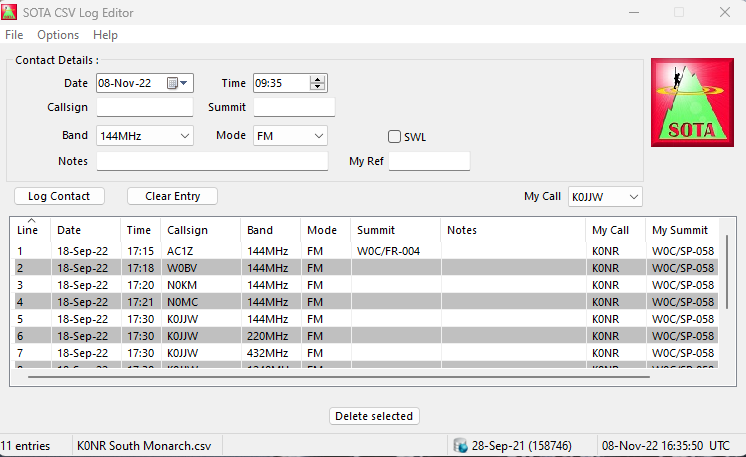 SOTA CSV Log Editor
File Options Help
Contact Details :
Date 08-Nov-22 Time 09:35
Callsign Summit
Band 144MHz Mode FM SWL
Notes My Ref
SOTA
Log Contact Clear Entry My Call K0JJW
Line Date Time Callsign Band Mode Summit Notes My Call My Summit
1 18-Sep-22 17:15 AC1Z 144MHz FM W0C/FR-004 K0NR W0C/SP-058
2 18-Sep-22 17:18 W0BV 144MHz FM K0NR W0C/SP-058
3 18-Sep-22 17:20 N0KM 144MHz FM K0NR W0C/SP-058
4 18-Sep-22 17:21 N0MC 144MHz FM K0NR W0C/SP-058
5 18-Sep-22 17:30 K0JJW 144MHz FM K0NR W0C/SP-058
6 18-Sep-22 17:30 K0JJW 220MHz FM K0NR W0C/SP-058
7 18-Sep-22 17:30 K0JJW 432MHz FM K0NR W0C/SP-058
Delete selected
11 entries K0NR South Monarch.csv 28-Sep-21 (158746) 08-Nov-22 16:35:50 UTC